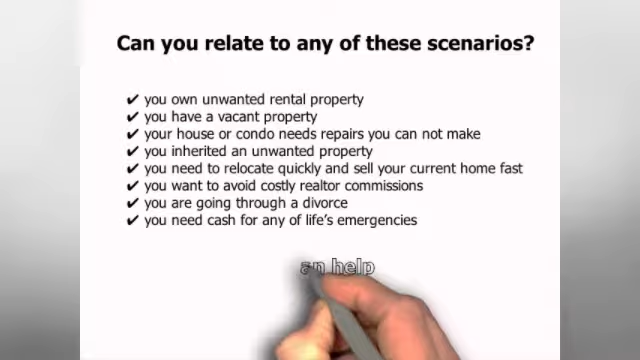 Can you relate to any of these scenarios?
✔ you own unwanted rental property
✔ you have a vacant property
✔ your house or condo needs repairs you can not make
✔ you inherited an unwanted property
✔ you need to relocate quickly and sell your current home fast
✔ you want to avoid costly realtor commissions
✔ you are going through a divorce
✔ you need cash for any of life's emergencies
an help